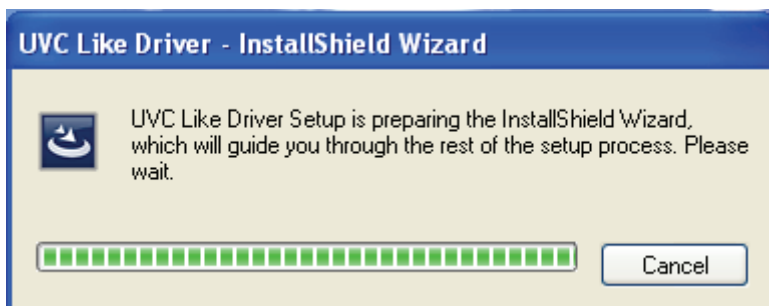 UVC Like Driver - InstallShield Wizard
UVC Like Driver Setup is preparing the InstallShield Wizard,
which will guide you through the rest of the setup process. Please
wait.
Cancel